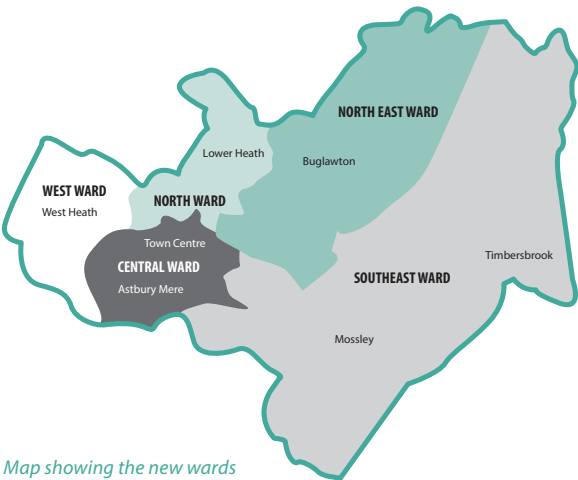 NORTH EAST WARD
Lower Heath
Buglawton
WEST WARD
West Heath
NORTH WARD
Town Centre
CENTRAL WARD
Astbury Mere
Timbersbrook
SOUTHEAST WARD
Mossley
Map showing the new wards